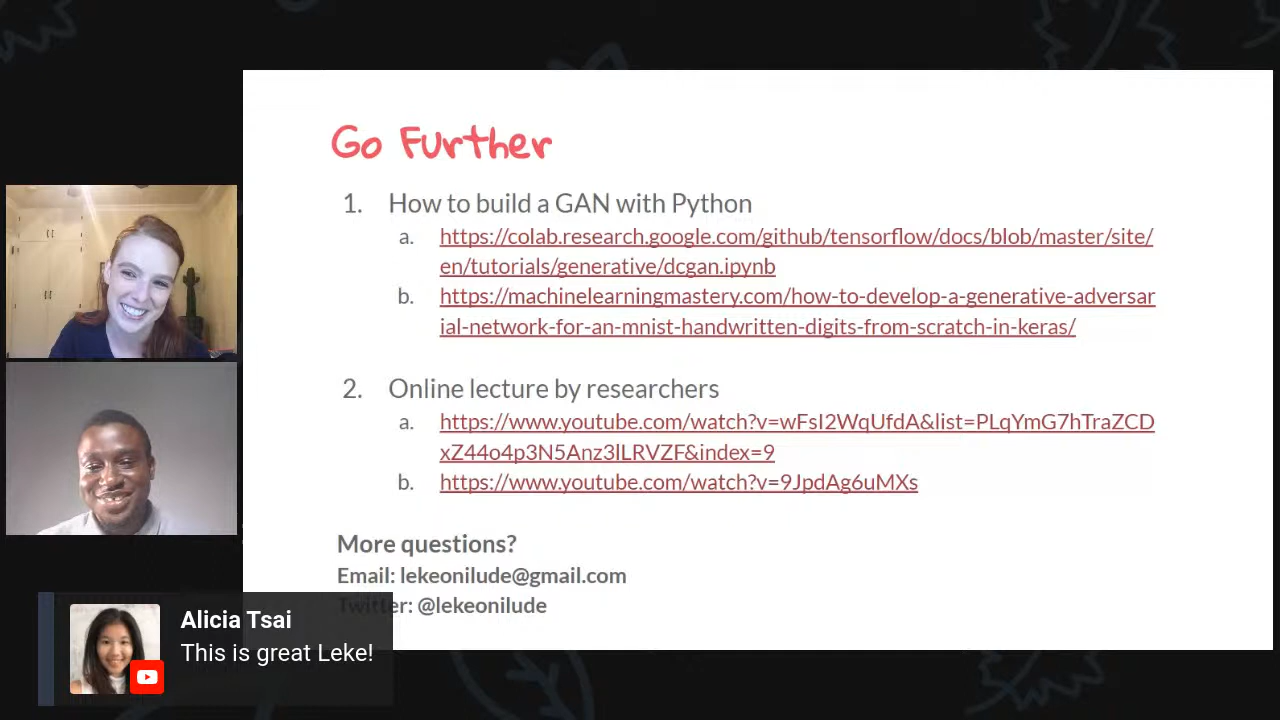 Go Further
1. How to build a GAN with Python
a. https://colab.research.google.com/github/tensorflow/docs/blob/master/site/
en/tutorials/generative/dcgan.ipynb
b. https://machinelearningmastery.com/how-to-develop-a-generative-adversar
ial-network-for-an-mnist-handwritten-digits-from-scratch-in-keras/
2. Online lecture by researchers
a. https://www.youtube.com/watch?v=wFsI2WqUfdA&list=PLqYmG7hTraZCD
xZ44o4p3N5Anz3lLRVZF&index=9
b. https://www.youtube.com/watch?v=9JpdAg6uMXs
More questions?
Email: lekeonilude@gmail.com
Twitter: @lekeonilude
Alicia Tsai
This is great Leke!